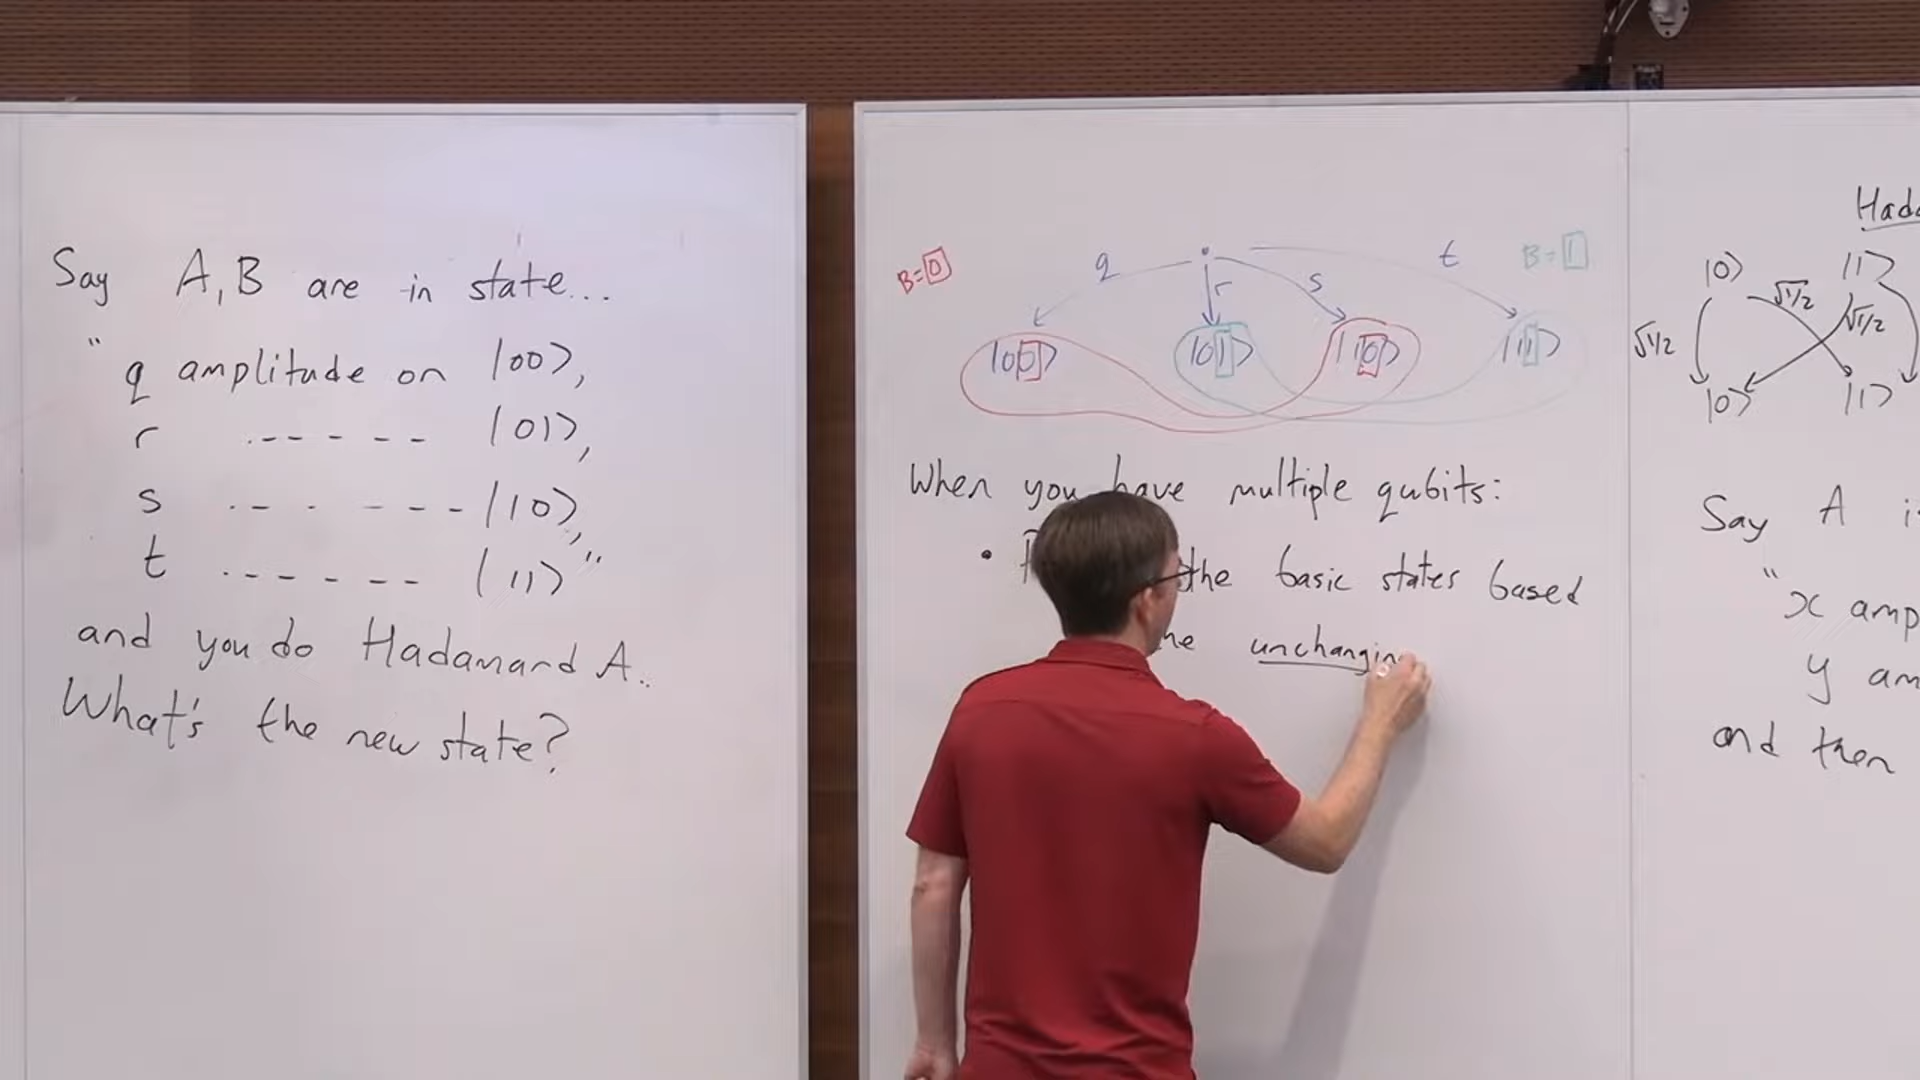 Say A,B are in state...
"q amplitude on |00⟩,
r ------ |01⟩,
s ------ |10⟩,
t ------ |11⟩"
and you do Hadamard A..
What's the new state?
B=0
q
r
s
t
B=1
|00⟩ |01⟩ |10⟩ |11⟩
When you have multiple qubits:
• the basic states based
unchanging
|0⟩ |1⟩
√1/2 √1/2 √1/2
|0⟩ |1⟩
Say A
"x amp
y am
and then